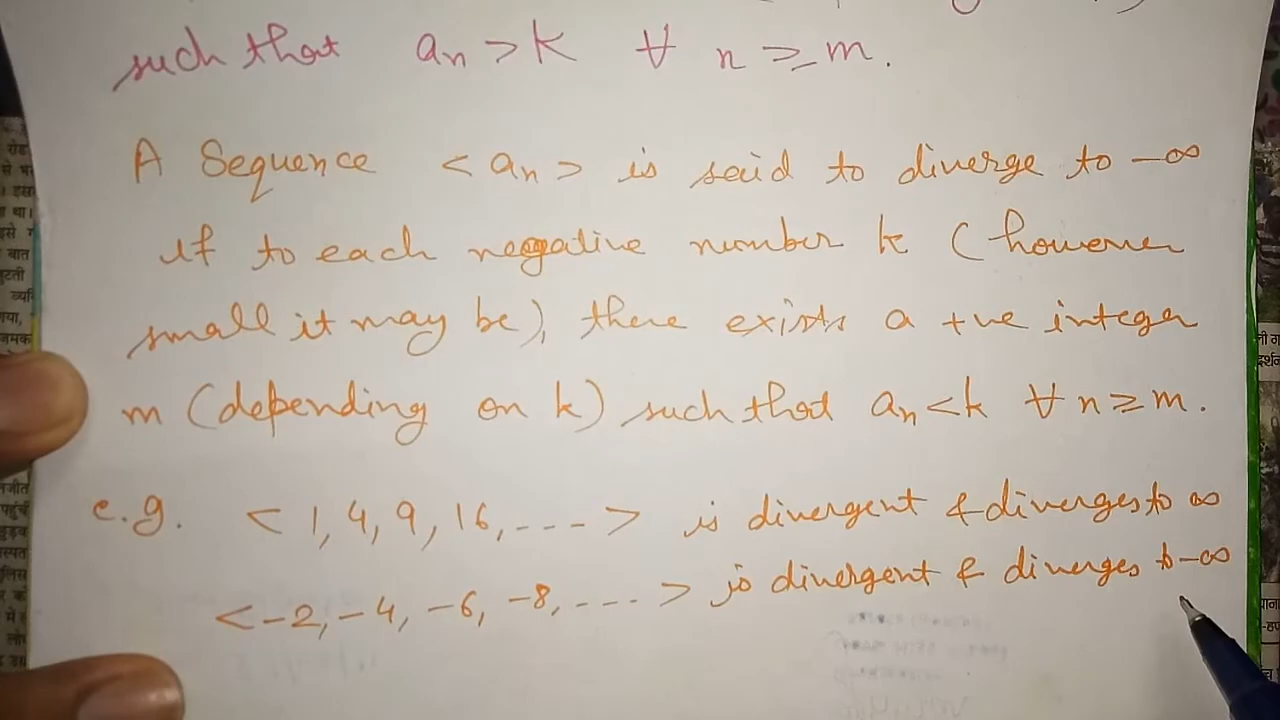 such that an > k ∀ n ≥ m.
A Sequence < an > is said to diverge to -∞
if to each negative number k (however
small it may be), there exists a +ve integer
m (depending on k) such that an < k ∀ n ≥ m.
e.g. < 1, 4, 9, 16, ---- > is divergent & diverges to ∞
< -2, -4, -6, -8, ---- > is divergent & diverges to -∞